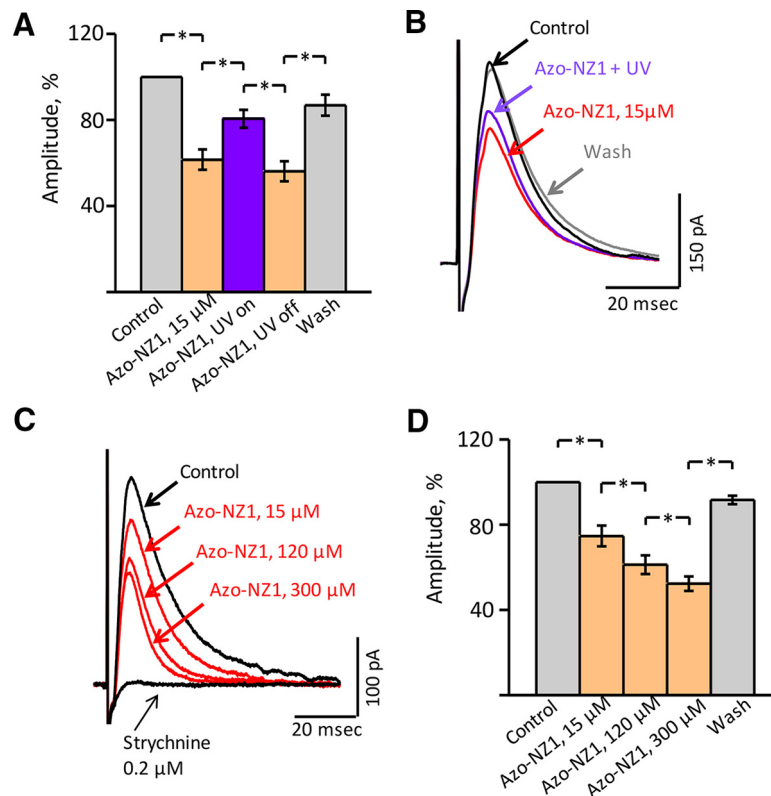 A
Amplitude, %
120
80
40
*
*
*
*
Control
Azo-NZ1, 15 µM
Azo-NZ1, UV on
Azo-NZ1, UV off
Wash
B
Control
Azo-NZ1 + UV
Azo-NZ1, 15µM
Wash
150 pA
20 msec
C
Control
Azo-NZ1, 15 µM
Azo-NZ1, 120 µM
Azo-NZ1, 300 µM
100 pA
20 msec
Strychnine
0.2 µM
D
Amplitude, %
120
80
40
*
*
*
*
Control
Azo-NZ1, 15 µM
Azo-NZ1, 120 µM
Azo-NZ1, 300 µM
Wash